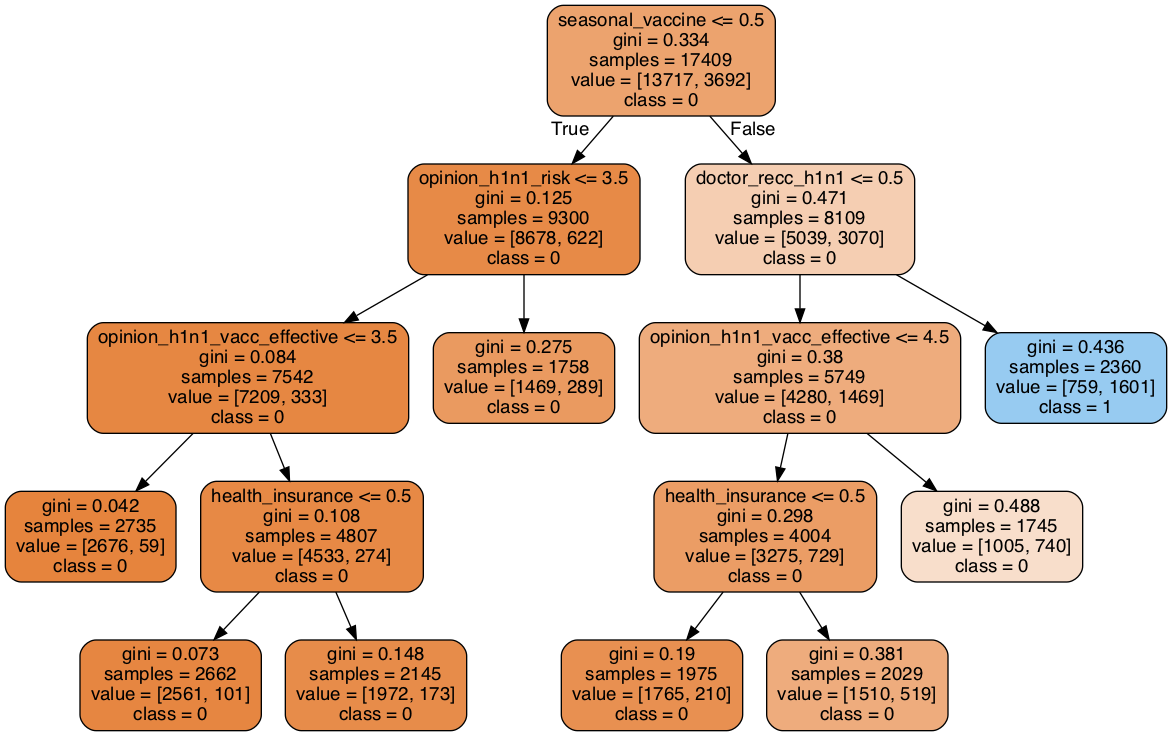 seasonal_vaccine <= 0.5
gini = 0.334
samples = 17409
value = [13717, 3692]
class = 0
True
False
opinion_h1n1_risk <= 3.5
gini = 0.125
samples = 9300
value = [8678, 622]
class = 0
doctor_recc_h1n1 <= 0.5
gini = 0.471
samples = 8109
value = [5039, 3070]
class = 0
opinion_h1n1_vacc_effective <= 3.5
gini = 0.084
samples = 7542
value = [7209, 333]
class = 0
gini = 0.275
samples = 1758
value = [1469, 289]
class = 0
opinion_h1n1_vacc_effective <= 4.5
gini = 0.38
samples = 5749
value = [4280, 1469]
class = 0
gini = 0.436
samples = 2360
value = [759, 1601]
class = 1
gini = 0.042
samples = 2735
value = [2676, 59]
class = 0
health_insurance <= 0.5
gini = 0.108
samples = 4807
value = [4533, 274]
class = 0
health_insurance <= 0.5
gini = 0.298
samples = 4004
value = [3275, 729]
class = 0
gini = 0.488
samples = 1745
value = [1005, 740]
class = 0
gini = 0.073
samples = 2662
value = [2561, 101]
class = 0
gini = 0.148
samples = 2145
value = [1972, 173]
class = 0
gini = 0.19
samples = 1975
value = [1765, 210]
class = 0
gini = 0.381
samples = 2029
value = [1510, 519]
class = 0